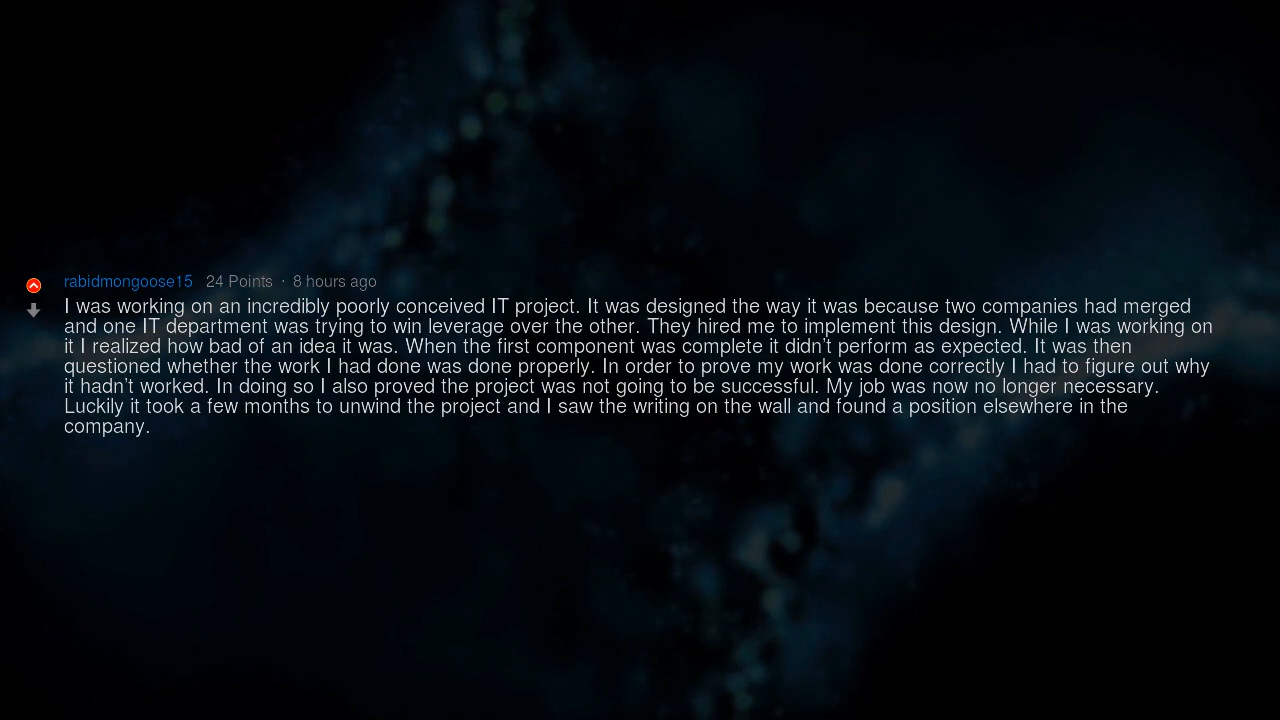 rabidmongoose15 24 Points · 8 hours ago
I was working on an incredibly poorly conceived IT project. It was designed the way it was because two companies had merged
and one IT department was trying to win leverage over the other. They hired me to implement this design. While I was working on
it I realized how bad of an idea it was. When the first component was complete it didn't perform as expected. It was then
questioned whether the work I had done was done properly. In order to prove my work was done correctly I had to figure out why
it hadn't worked. In doing so I also proved the project was not going to be successful. My job was now no longer necessary.
Luckily it took a few months to unwind the project and I saw the writing on the wall and found a position elsewhere in the
company.